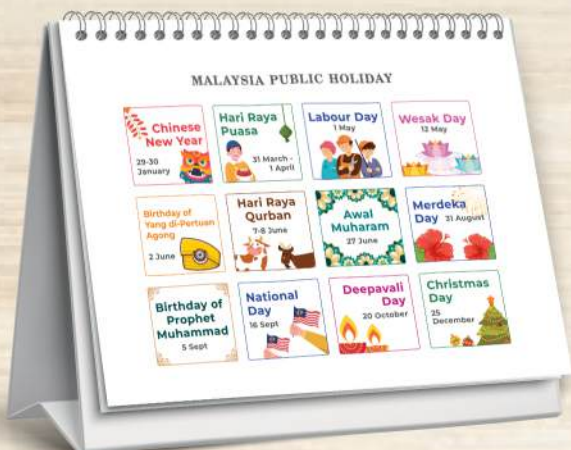 MALAYSIA PUBLIC HOLIDAY
Chinese
New Year
29-30
January
Hari Raya
Puasa
31 March -
1 April
Labour Day
1 May
Wesak Day
12 May
Birthday of
Yang di-Pertuan
Agong
2 June
Hari Raya
Qurban
7-8 June
Awal
Muharam
27 June
Merdeka
Day 31 August
Birthday of
Prophet
Muhammad
5 Sept
National
Day
16 Sept
Deepavali
Day
20 October
Christmas
Day
25
December